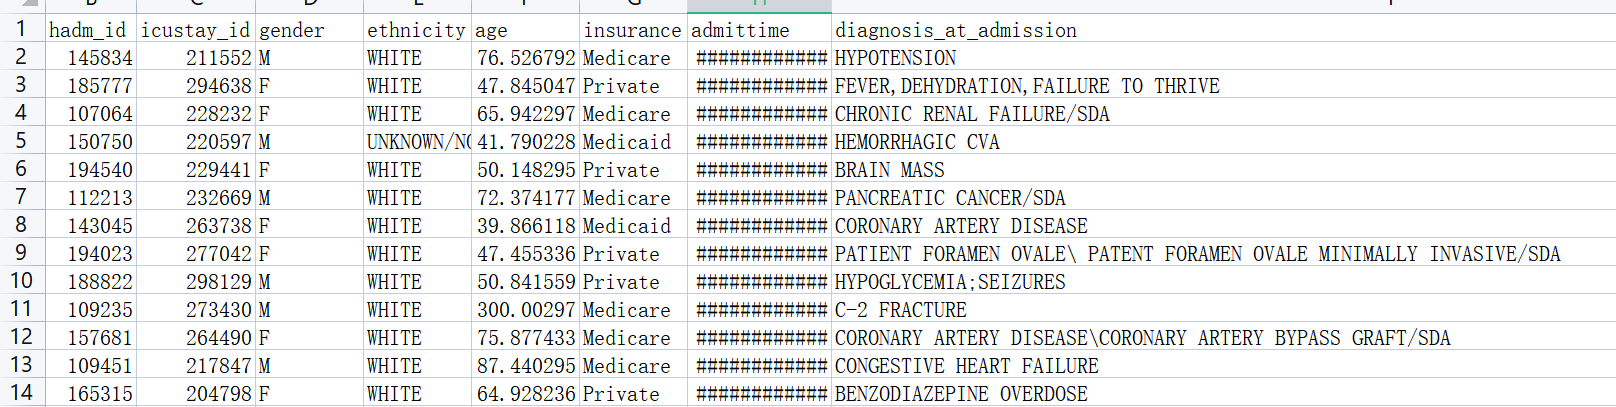 1 hadm_id icustay_id gender ethnicity age insurance admittime diagnosis_at_admission
2 145834 211552 M WHITE 76.526792 Medicare ############ HYPOTENSION
3 185777 294638 F WHITE 47.845047 Private ############ FEVER,DEHYDRATION,FAILURE TO THRIVE
4 107064 228232 F WHITE 65.942297 Medicare ############ CHRONIC RENAL FAILURE/SDA
5 150750 220597 M UNKNOWN/NO 41.790228 Medicaid ############ HEMORRHAGIC CVA
6 194540 229441 F WHITE 50.148295 Private ############ BRAIN MASS
7 112213 232669 M WHITE 72.374177 Medicare ############ PANCREATIC CANCER/SDA
8 143045 263738 F WHITE 39.866118 Medicaid ############ CORONARY ARTERY DISEASE
9 194023 277042 F WHITE 47.455336 Private ############ PATIENT FORAMEN OVALE\ PATENT FORAMEN OVALE MINIMALLY INVASIVE/SDA
10 188822 298129 M WHITE 50.841559 Private ############ HYPOGLYCEMIA;SEIZURES
11 109235 273430 M WHITE 300.00297 Medicare ############ C-2 FRACTURE
12 157681 264490 F WHITE 75.877433 Medicare ############ CORONARY ARTERY DISEASE\CORONARY ARTERY BYPASS GRAFT/SDA
13 109451 217847 M WHITE 87.440295 Medicare ############ CONGESTIVE HEART FAILURE
14 165315 204798 F WHITE 64.928236 Private ############ BENZODIAZEPINE OVERDOSE